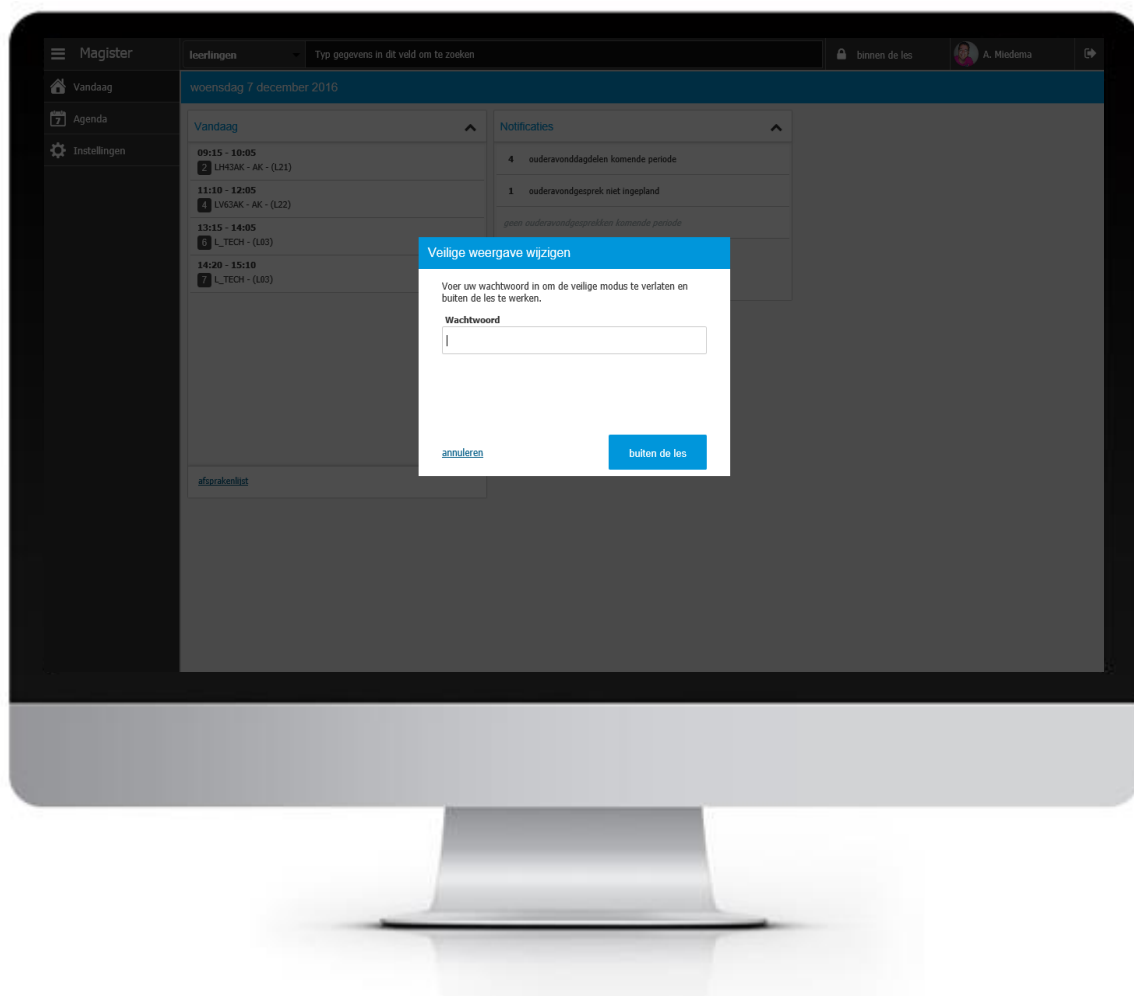 Magister
leerlingen
Typ gegevens in dit veld om te zoeken
binnen de les
A. Miedema
Vandaag
Agenda
Instellingen
7
woensdag 7 december 2016
Vandaag
09:15 - 10:05
2 LH43AK - AK - (L21)
11:10 - 12:05
4 LV63AK - AK - (L22)
13:15 - 14:05
6 L_TECH - (L03)
14:20 - 15:10
7 L_TECH - (L03)
afsprakenlijst
Notificaties
4 ouderavonddagdelen komende periode
1 ouderavondgesprek niet ingepland
geen ouderavondgesprekken komende periode
Veilige weergave wijzigen
Voer uw wachtwoord in om de veilige modus te verlaten en
buiten de les te werken.
Wachtwoord
annuleren
buiten de les